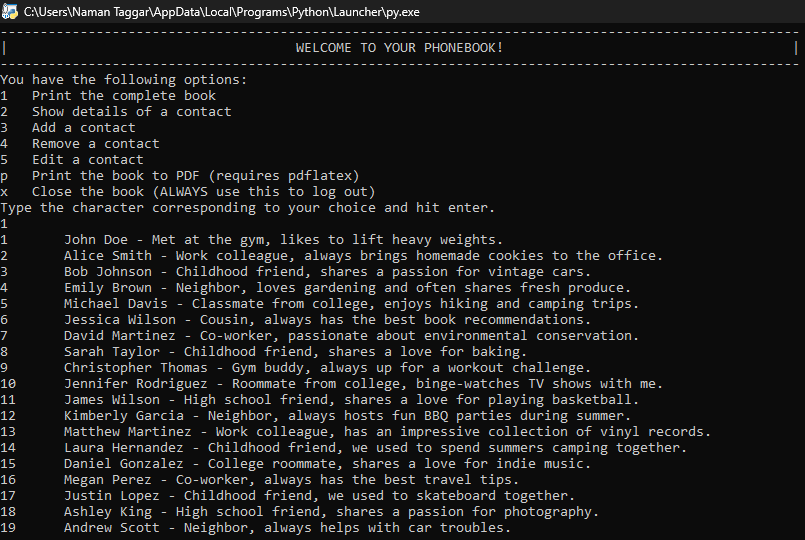 C:\Users\Naman Taggar\AppData\Local\Programs\Python\Launcher\py.exe
----------------------------------------------------------------------------------------------------
|                                    WELCOME TO YOUR PHONEBOOK!                                    |
----------------------------------------------------------------------------------------------------
You have the following options:
1   Print the complete book
2   Show details of a contact
3   Add a contact
4   Remove a contact
5   Edit a contact
p   Print the book to PDF (requires pdflatex)
x   Close the book (ALWAYS use this to log out)
Type the character corresponding to your choice and hit enter.
1
1       John Doe - Met at the gym, likes to lift heavy weights.
2       Alice Smith - Work colleague, always brings homemade cookies to the office.
3       Bob Johnson - Childhood friend, shares a passion for vintage cars.
4       Emily Brown - Neighbor, loves gardening and often shares fresh produce.
5       Michael Davis - Classmate from college, enjoys hiking and camping trips.
6       Jessica Wilson - Cousin, always has the best book recommendations.
7       David Martinez - Co-worker, passionate about environmental conservation.
8       Sarah Taylor - Childhood friend, shares a love for baking.
9       Christopher Thomas - Gym buddy, always up for a workout challenge.
10      Jennifer Rodriguez - Roommate from college, binge-watches TV shows with me.
11      James Wilson - High school friend, shares a love for playing basketball.
12      Kimberly Garcia - Neighbor, always hosts fun BBQ parties during summer.
13      Matthew Martinez - Work colleague, has an impressive collection of vinyl records.
14      Laura Hernandez - Childhood friend, we used to spend summers camping together.
15      Daniel Gonzalez - College roommate, shares a love for indie music.
16      Megan Perez - Co-worker, always has the best travel tips.
17      Justin Lopez - Childhood friend, we used to skateboard together.
18      Ashley King - High school friend, shares a passion for photography.
19      Andrew Scott - Neighbor, always helps with car troubles.